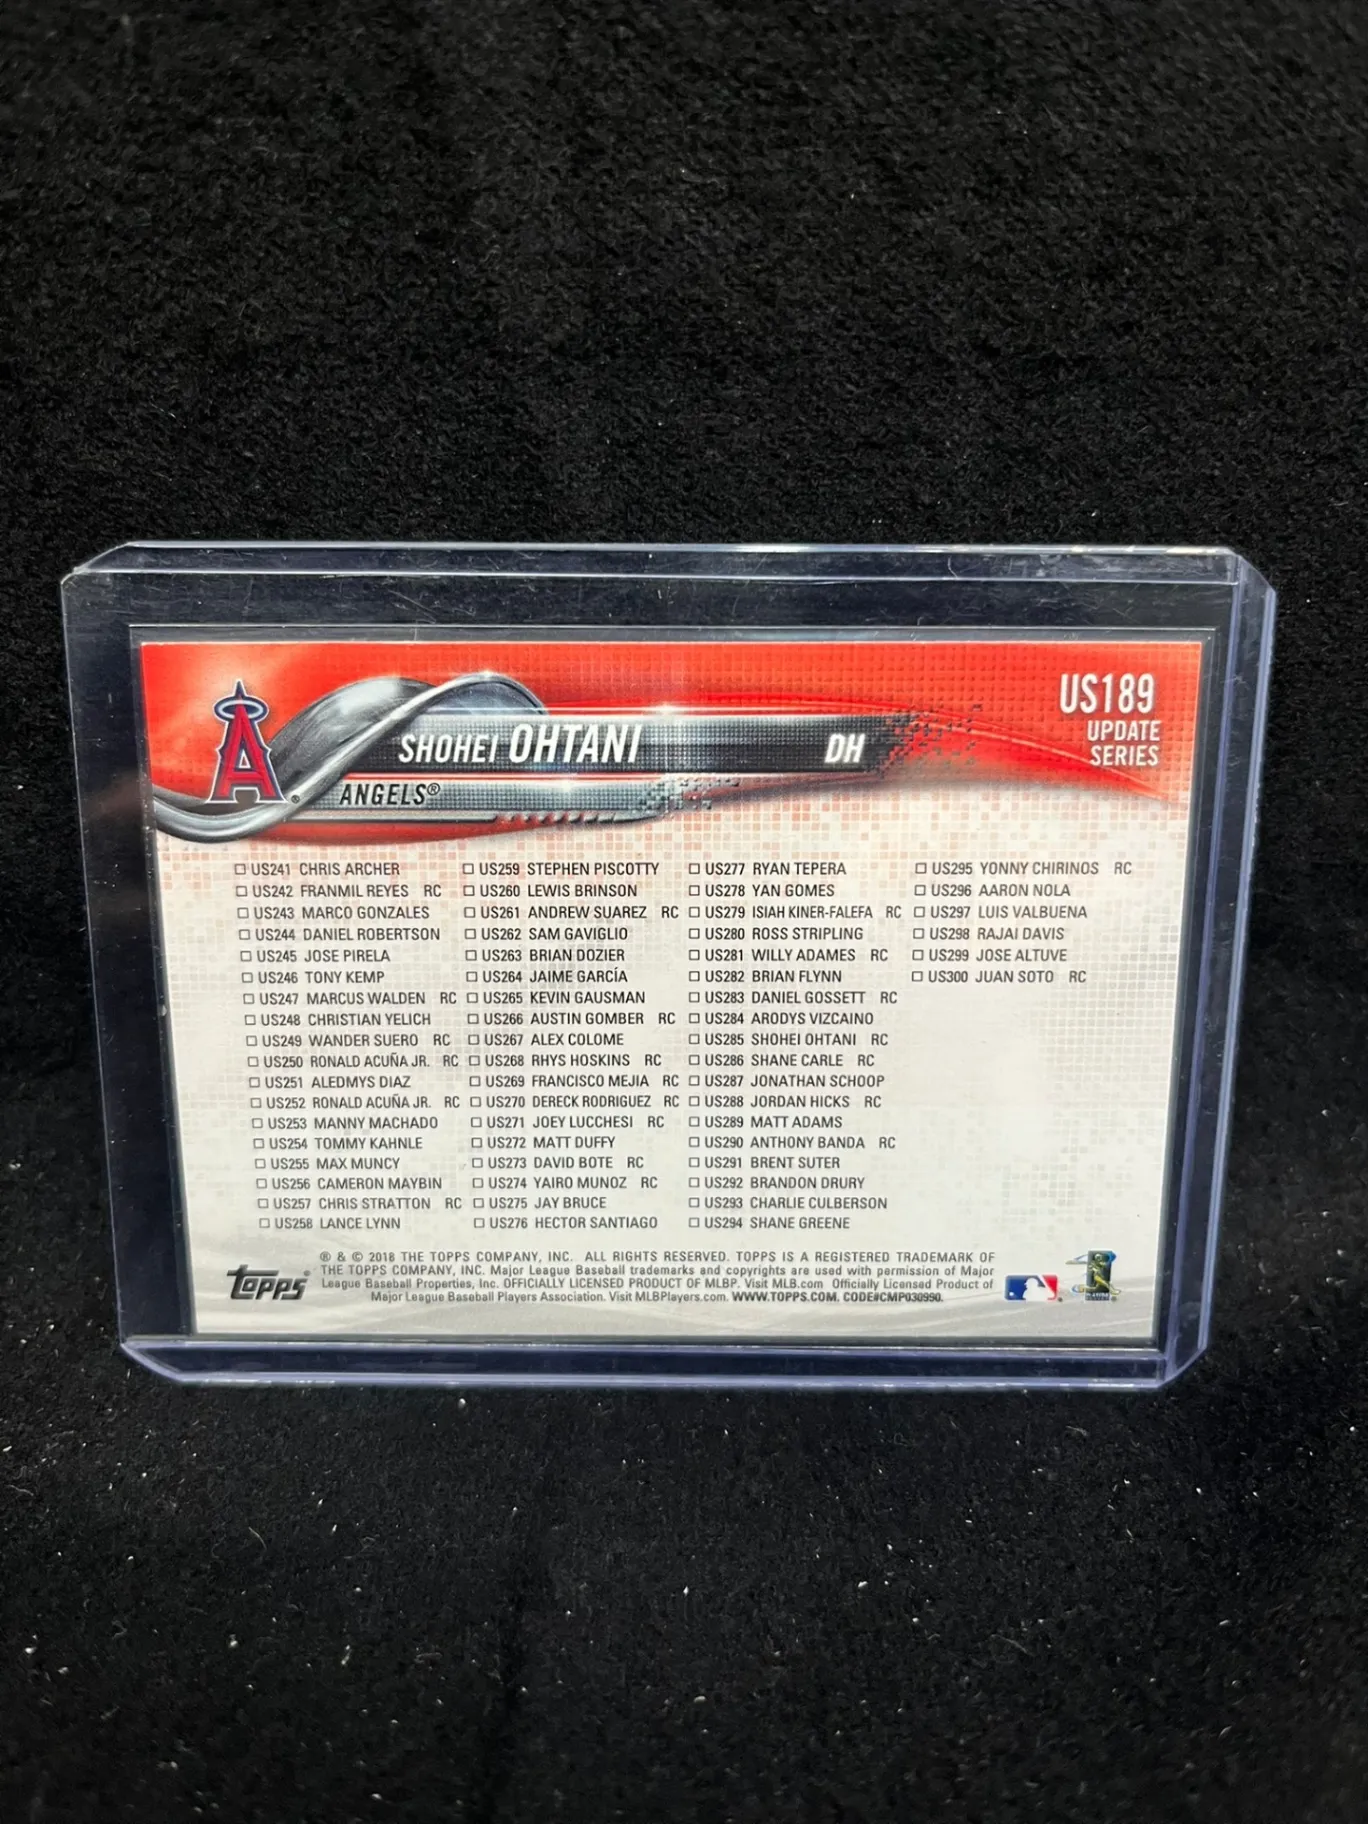 US189
UPDATE
SERIES
A
SHOHEI OHTANI DH
ANGELS®
US241 CHRIS ARCHER
US242 FRANMIL REYES RC
US243 MARCO GONZALES
US244 DANIEL ROBERTSON
US245 JOSE PIRELA
US246 TONY KEMP
US247 MARCUS WALDEN RC
US248 CHRISTIAN YELICH
US249 WANDER SUERO RC
US250 RONALD ACUÑA JR. RC
US251 ALEDMYS DIAZ
US252 RONALD ACUÑA JR. RC
US253 MANNY MACHADO
US254 TOMMY KAHNLE
US255 MAX MUNCY
US256 CAMERON MAYBIN
US257 CHRIS STRATTON RC
US258 LANCE LYNN
US259 STEPHEN PISCOTTY
US260 LEWIS BRINSON
US261 ANDREW SUAREZ RC
US262 SAM GAVIGLIO
US263 BRIAN DOZIER
US264 JAIME GARCÍA
US265 KEVIN GAUSMAN
US266 AUSTIN GOMBER RC
US267 ALEX COLOME
US268 RHYS HOSKINS RC
US269 FRANCISCO MEJIA RC
US270 DERECK RODRIGUEZ RC
US271 JOEY LUCCHESI RC
US272 MATT DUFFY
US273 DAVID BOTE RC
US274 YAIRO MUNOZ RC
US275 JAY BRUCE
US276 HECTOR SANTIAGO
US277 RYAN TEPERA
US278 YAN GOMES
US279 ISIAH KINER-FALEFA RC
US280 ROSS STRIPLING
US281 WILLY ADAMES RC
US282 BRIAN FLYNN
US283 DANIEL GOSSETT RC
US284 ARODYS VIZCAINO
US285 SHOHEI OHTANI RC
US286 SHANE CARLE RC
US287 JONATHAN SCHOOP
US288 JORDAN HICKS RC
US289 MATT ADAMS
US290 ANTHONY BANDA RC
US291 BRENT SUTER
US292 BRANDON DRURY
US293 CHARLIE CULBERSON
US294 SHANE GREENE
US295 YONNY CHIRINOS RC
US296 AARON NOLA
US297 LUIS VALBUENA
US298 RAJAI DAVIS
US299 JOSE ALTUVE
US300 JUAN SOTO RC
Topps
® & © 2018 THE TOPPS COMPANY, INC. ALL RIGHTS RESERVED. TOPPS IS A REGISTERED TRADEMARK OF
THE TOPPS COMPANY, INC. Major League Baseball trademarks and copyrights are used with permission of Major
League Baseball Properties, Inc. OFFICIALLY LICENSED PRODUCT OF MLBP. Visit MLB.com Officially Licensed Product of
Major League Baseball Players Association. Visit MLBPlayers.com. WWW.TOPPS.COM. CODE#CMP030990.